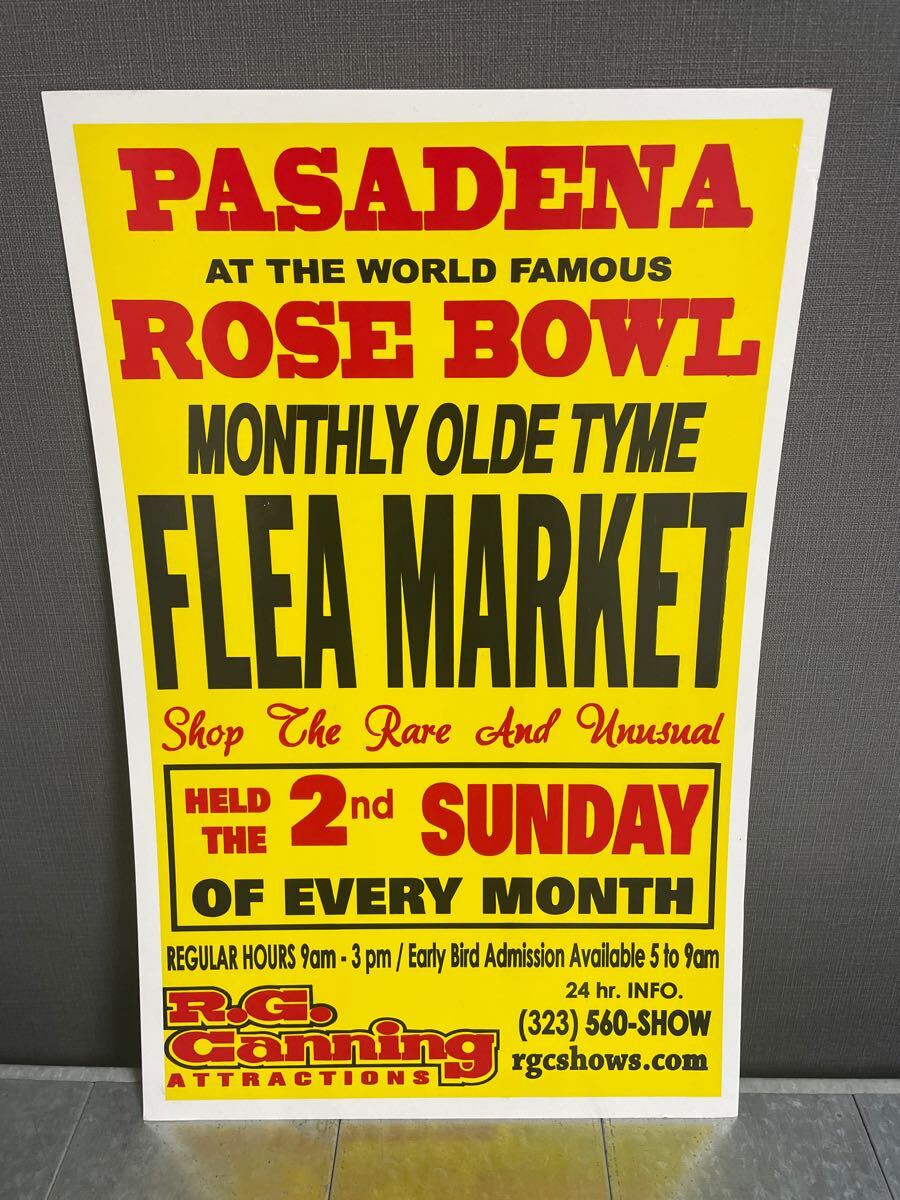 PASADENA
AT THE WORLD FAMOUS
ROSE BOWL
MONTHLY OLDE TYME
FLEA MARKET
Shop The Rare And Unusual
HELD THE 2nd SUNDAY
OF EVERY MONTH
REGULAR HOURS 9am - 3 pm / Early Bird Admission Available 5 to 9am
R.G.
Canning
ATTRACTIONS
24 hr. INFO.
(323) 560-SHOW
rgcshows.com